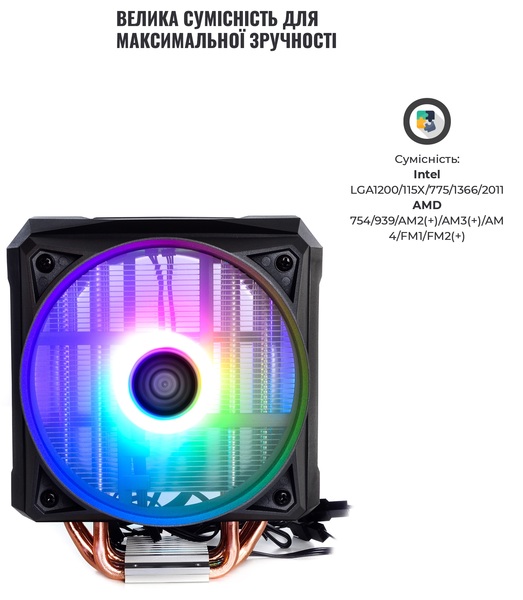 ВЕЛИКА СУМІСНІСТЬ ДЛЯ
МАКСИМАЛЬНОЇ ЗРУЧНОСТІ
Сумісність:
Intel
LGA1200/115X/775/1366/2011
AMD
754/939/AM2(+)/AM3(+)/AM
4/FM1/FM2(+)